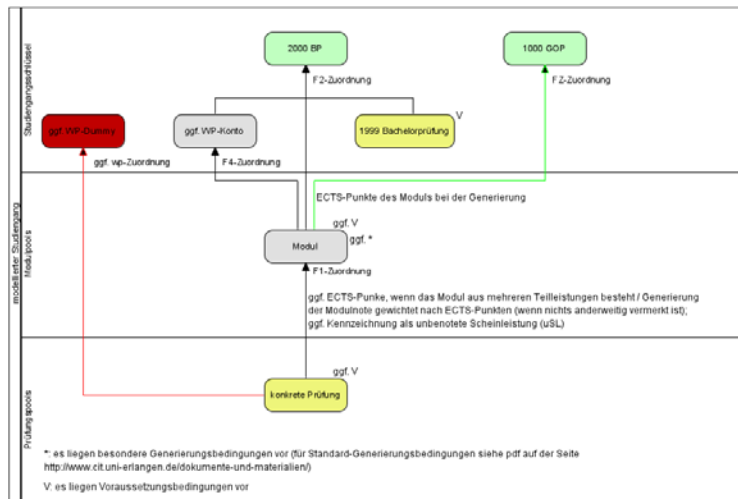 2000 BP
1000 GOP
F2-Zuordnung
FZ-Zuordnung
ggf. WP-Dummy
ggf. WP-Konto
1999 Bachelorprüfung
V
ggf. wp-Zuordnung
F4-Zuordnung
Studiengangsschlüssel
ECTS-Punkte des Moduls bei der Generierung
ggf. V
ggf. *
Modul
F1-Zuordnung
modellierter Studiengang
Modulpools
ggf. ECTS-Punke, wenn das Modul aus mehreren Teilleistungen besteht / Generierung
der Modulnote gewichtet nach ECTS-Punkten (wenn nichts anderweitig vermerkt ist);
ggf. Kennzeichnung als unbenotete Scheinleistung (uSL)
ggf. V
konkrete Prüfung
Prüfungspools
*: es liegen besondere Generierungsbedingungen vor (für Standard-Generierungsbedingungen siehe pdf auf der Seite
http://www.cit.uni-erlangen.de/dokumente-und-materialien/)
V: es liegen Voraussetzungsbedingungen vor